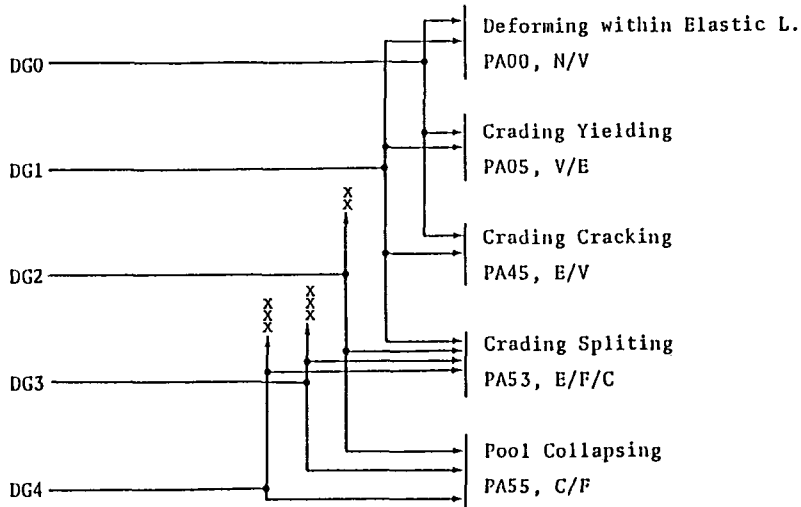 Deforming within Elastic L.
DG0
PA00, N/V
Crading Yielding
DG1
PA05, V/E
XX
Crading Cracking
DG2
PA45, E/V
XXX
XXX
Crading Spliting
DG3
PA53, E/F/C
Pool Collapsing
DG4
PA55, C/F